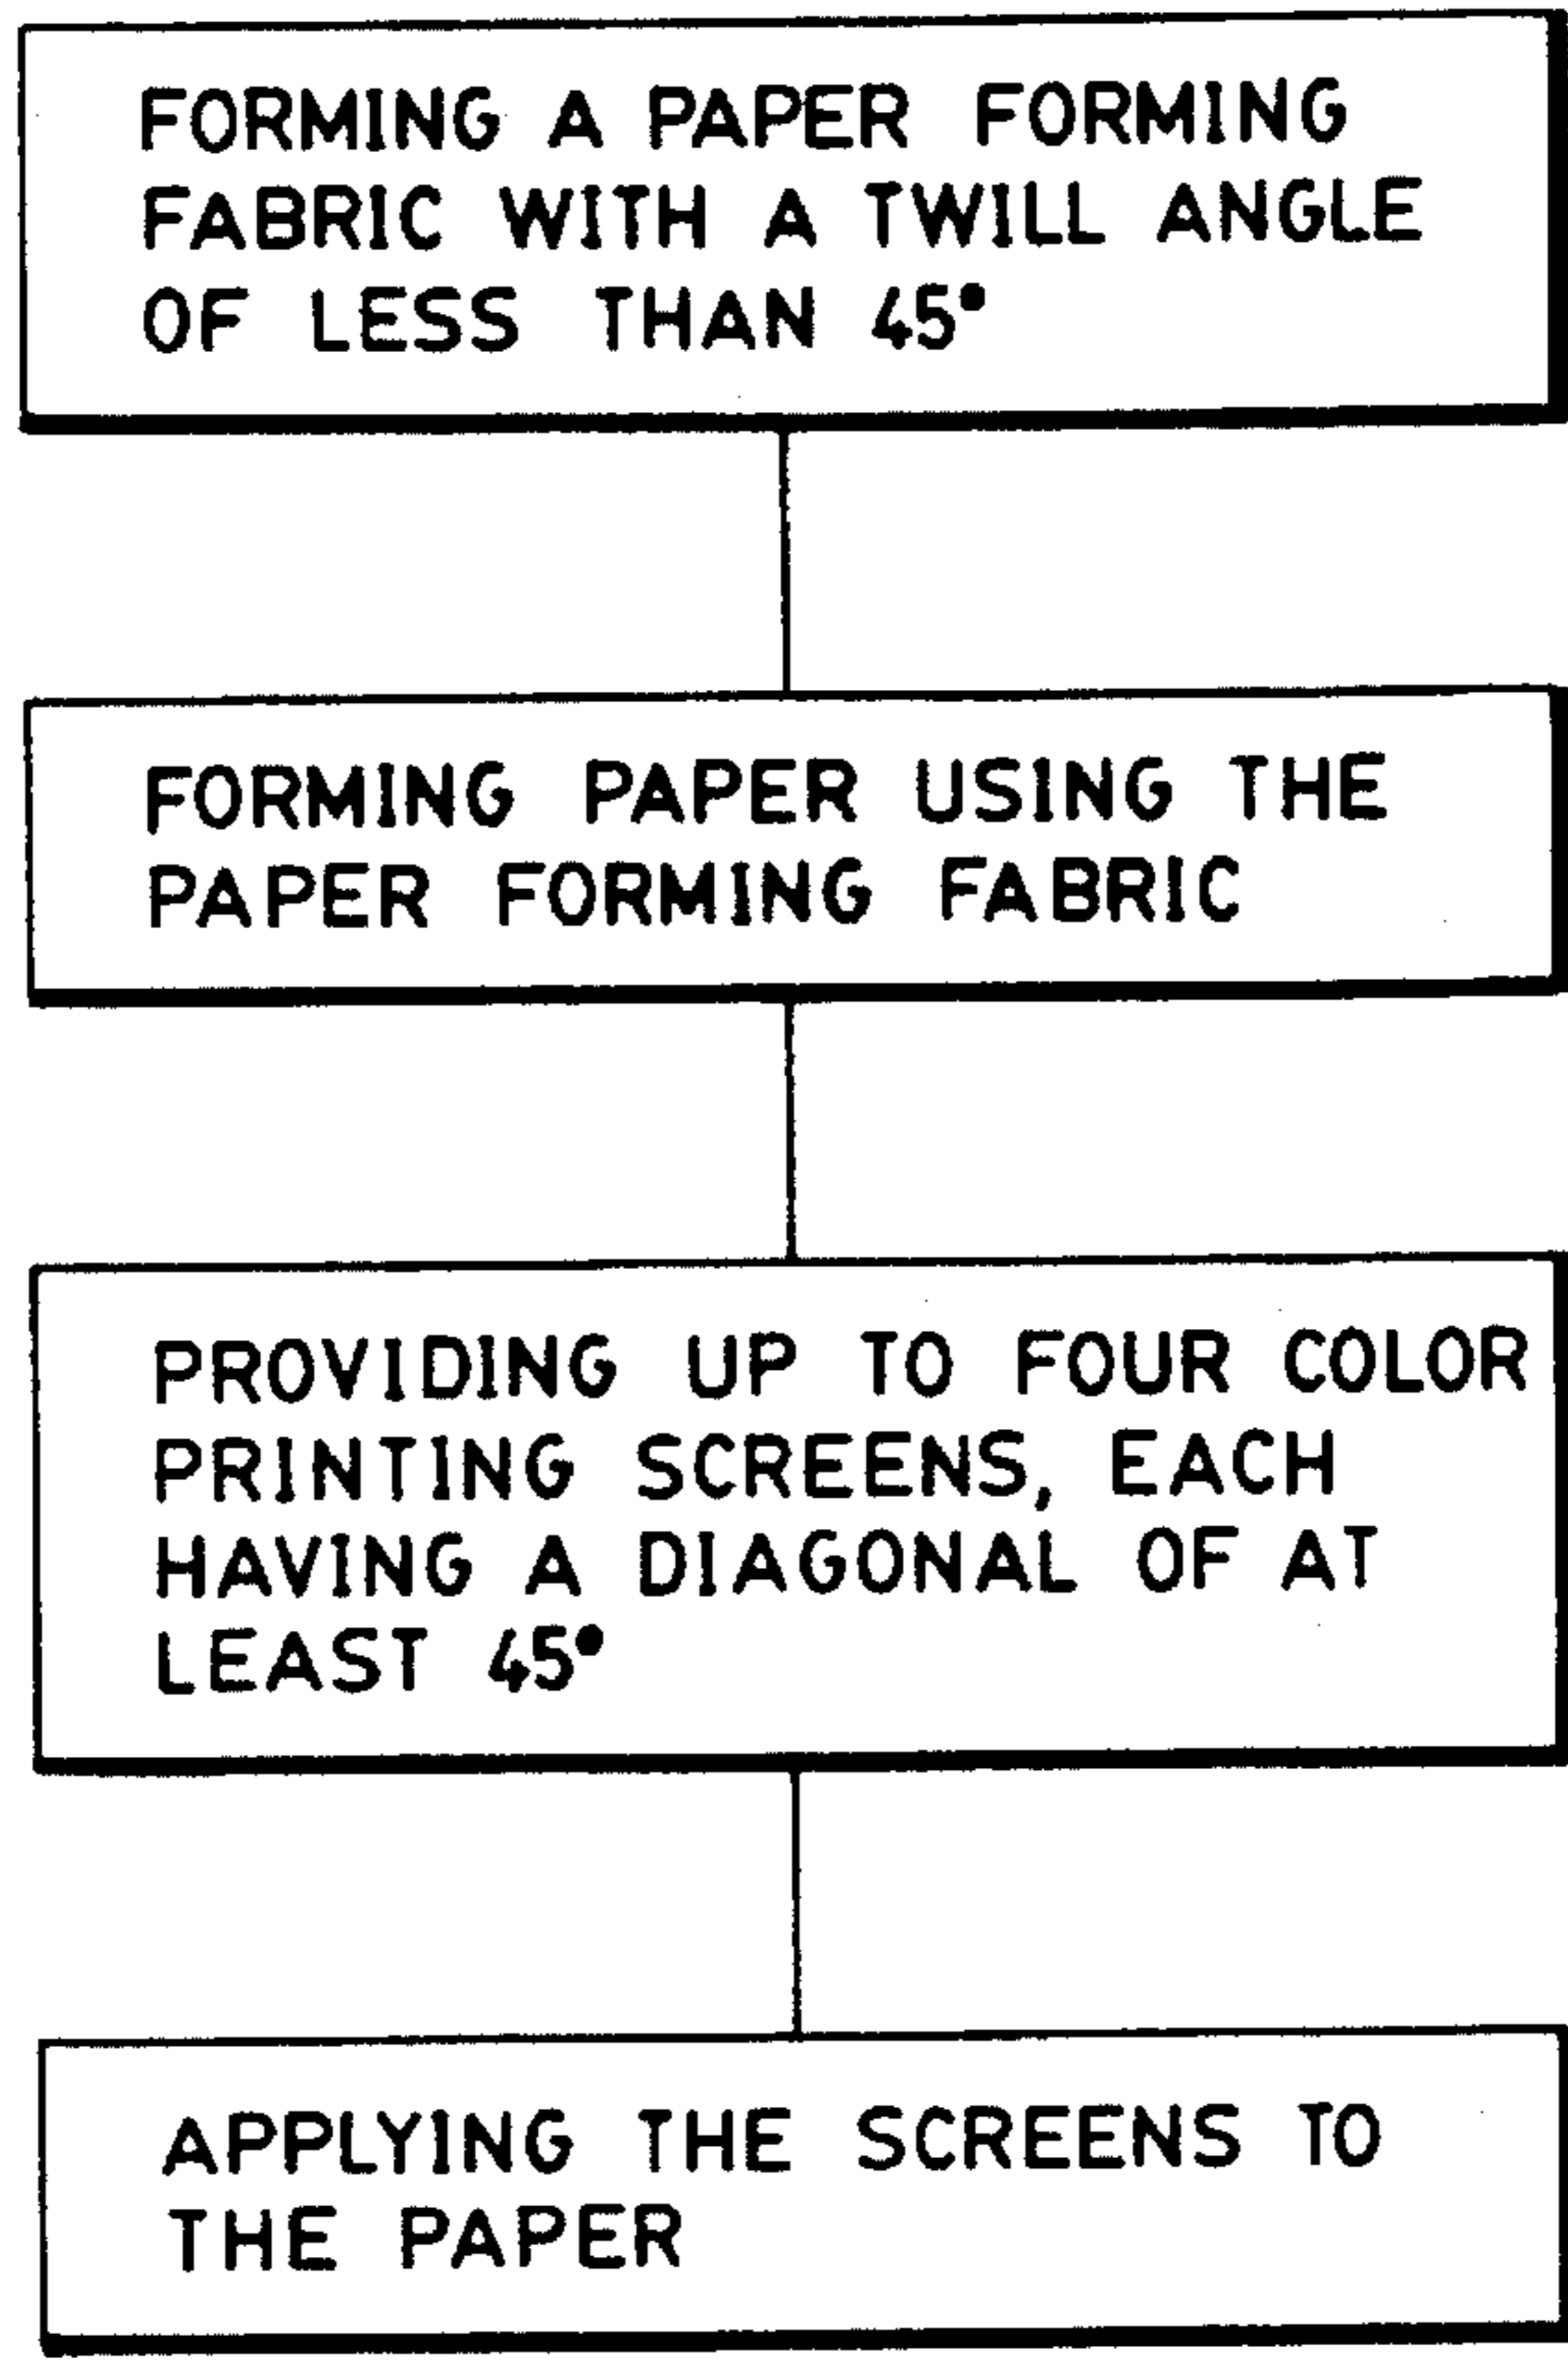 FORMING A PAPER FORMING
FABRIC WITH A TWILL ANGLE
OF LESS THAN 45°
FORMING PAPER USING THE
PAPER FORMING FABRIC
PROVIDING UP TO FOUR COLOR
PRINTING SCREENS, EACH
HAVING A DIAGONAL OF AT
LEAST 45°
APPLYING THE SCREENS TO
THE PAPER